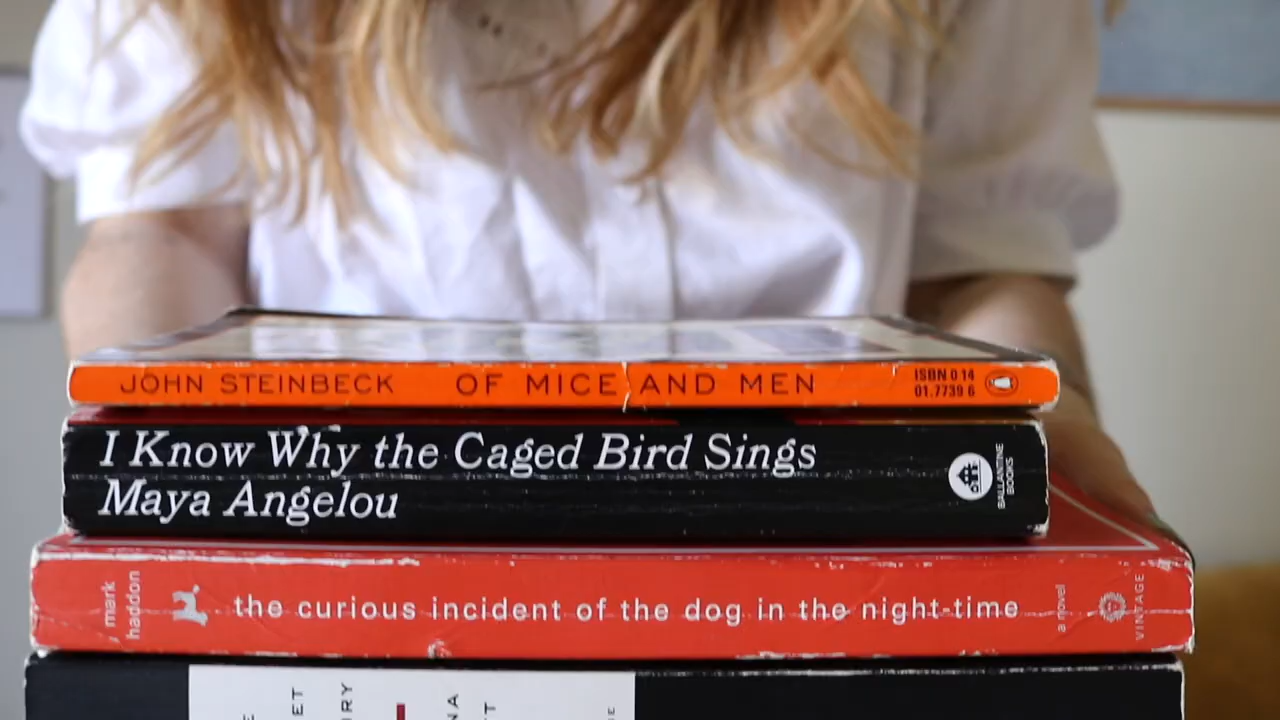 JOHN STEINBECK OF MICE AND MEN
ISBN 0 14
01.7739 6
I Know Why the Caged Bird Sings
Maya Angelou
BALLANTINE
BOOKS
mark
haddon
the curious incident of the dog in the night-time
a novel
VINTAGE